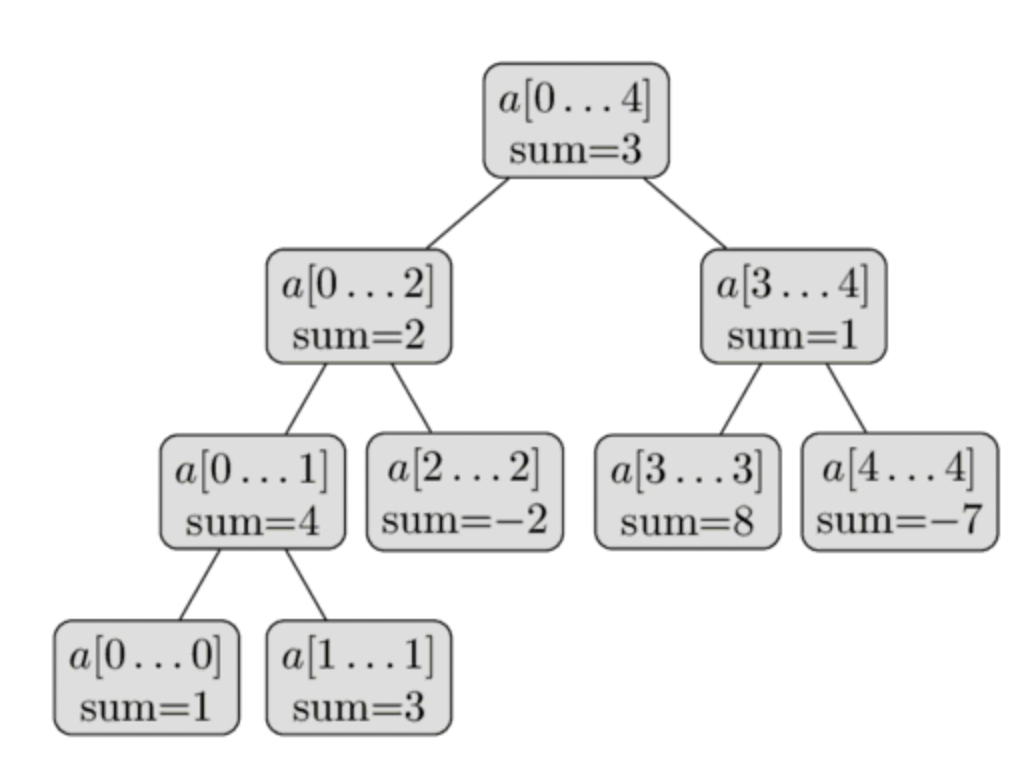 a[0...4]
sum=3
a[0...2]
sum=2
a[3...4]
sum=1
a[0...1]
sum=4
a[2...2]
sum=−2
a[3...3]
sum=8
a[4...4]
sum=−7
a[0...0]
sum=1
a[1...1]
sum=3